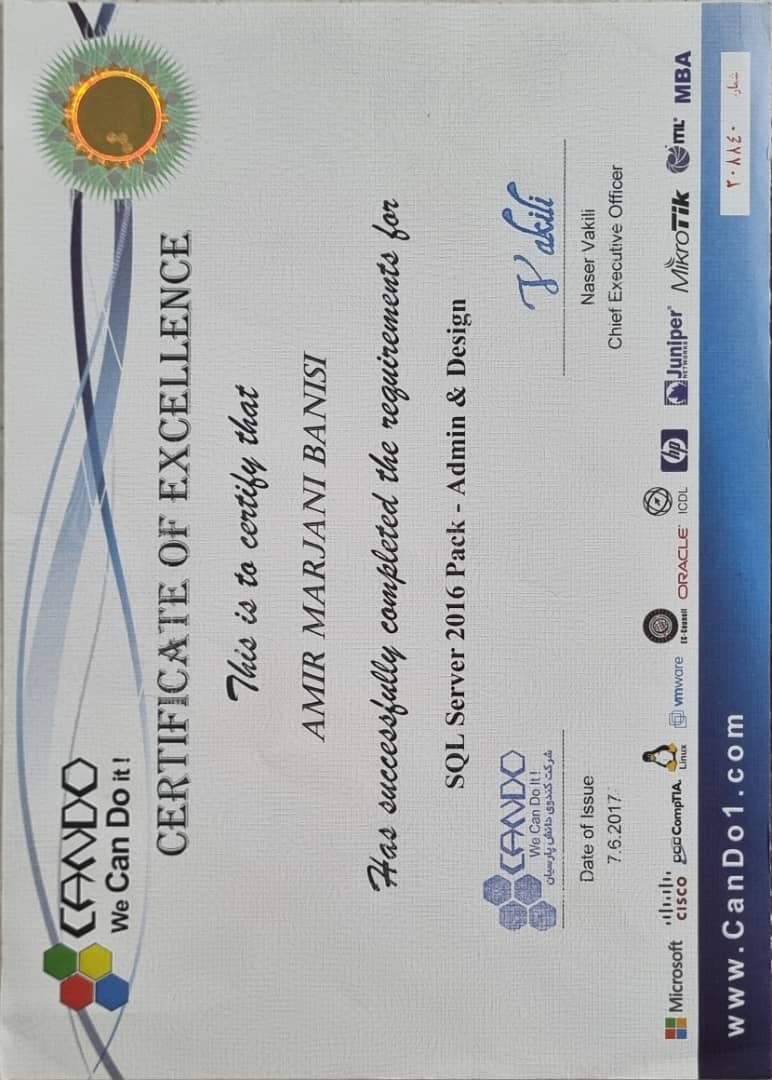 CANDO
We Can Do it!
CERTIFICATE OF EXCELLENCE
This is to certify that
AMIR MARJANI BANISI
Has successfully completed the requirements for
SQL Server 2016 Pack - Admin & Design
CANDO
We Can Do It!
شرکت کندوی دانش پارسیان
Vakili
Date of Issue
7.6.2017
Naser Vakili
Chief Executive Officer
Microsoft
cisco
CompTIA.
Linux
vmware
EC-Council
ORACLE
ICDL
hp
Juniper
NETWORKS
MikroTik
ITIL
MBA
www.CanDo1.com
شماره:
۲۰۸۸۴۰